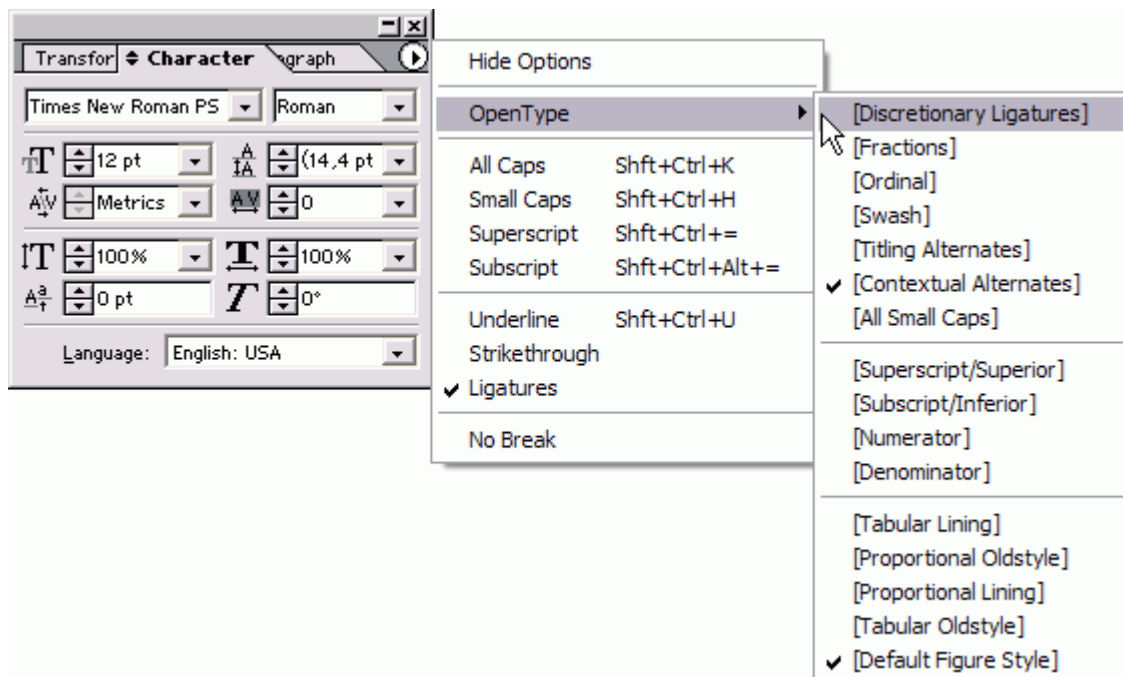 Transfor Character graph
Times New Roman PS Roman
12 pt (14,4 pt
Metrics 0
100% 100%
0 pt 0°
Language: English: USA
Hide Options
OpenType
All Caps Shft+Ctrl+K
Small Caps Shft+Ctrl+H
Superscript Shft+Ctrl+=
Subscript Shft+Ctrl+Alt+=
Underline Shft+Ctrl+U
Strikethrough
Ligatures
No Break
[Discretionary Ligatures]
[Fractions]
[Ordinal]
[Swash]
[Titling Alternates]
[Contextual Alternates]
[All Small Caps]
[Superscript/Superior]
[Subscript/Inferior]
[Numerator]
[Denominator]
[Tabular Lining]
[Proportional Oldstyle]
[Proportional Lining]
[Tabular Oldstyle]
[Default Figure Style]